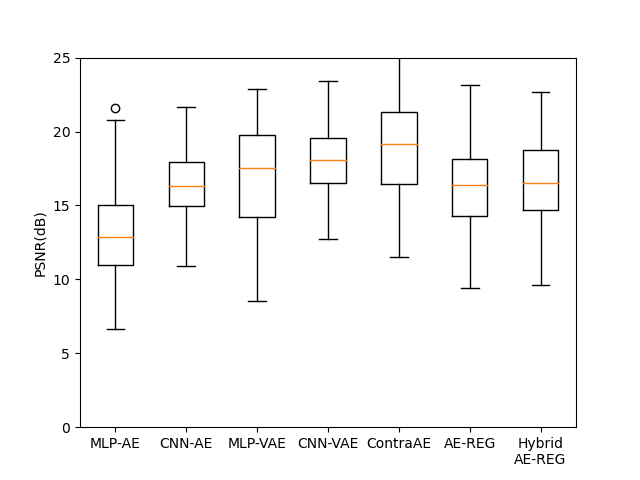 25
20
15
10
5
0
PSNR(dB)
MLP-AE
CNN-AE
MLP-VAE
CNN-VAE
ContraAE
AE-REG
Hybrid
AE-REG